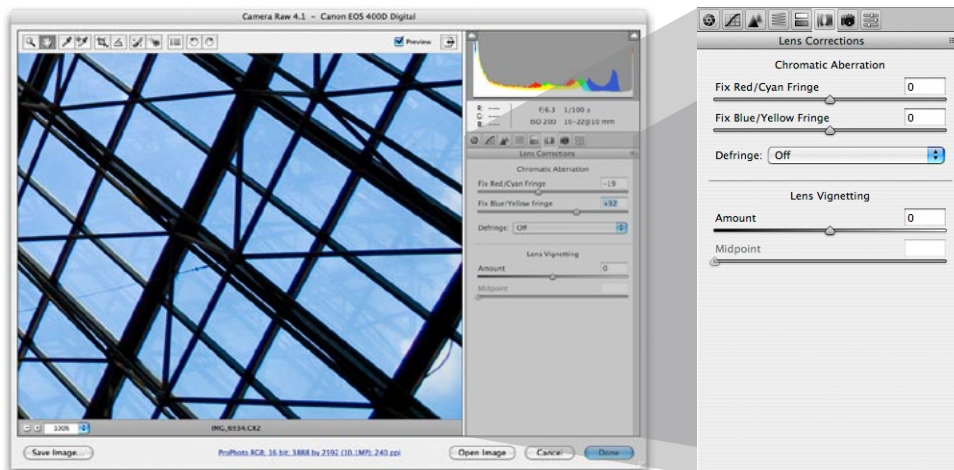 Camera Raw 4.1 – Canon EOS 400D Digital
Preview
R: ---
G: ---
B: ---
f/6.3 1/100 s
ISO 200 10-22@10 mm
Lens Corrections
Chromatic Aberration
Fix Red/Cyan Fringe -19
Fix Blue/Yellow Fringe +32
Defringe: Off
Lens Vignetting
Amount 0
Midpoint
100%
IMG_6954.CR2
Save Image...
ProPhoto RGB; 16 bit; 3888 by 2592 (10.1MP); 240 ppi
Open Image
Cancel
Done
Lens Corrections
Chromatic Aberration
Fix Red/Cyan Fringe 0
Fix Blue/Yellow Fringe 0
Defringe: Off
Lens Vignetting
Amount 0
Midpoint